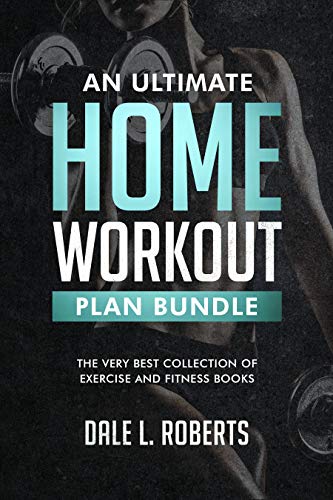 AN ULTIMATE
HOME
WORKOUT
PLAN BUNDLE
THE VERY BEST COLLECTION OF
EXERCISE AND FITNESS BOOKS
DALE L. ROBERTS